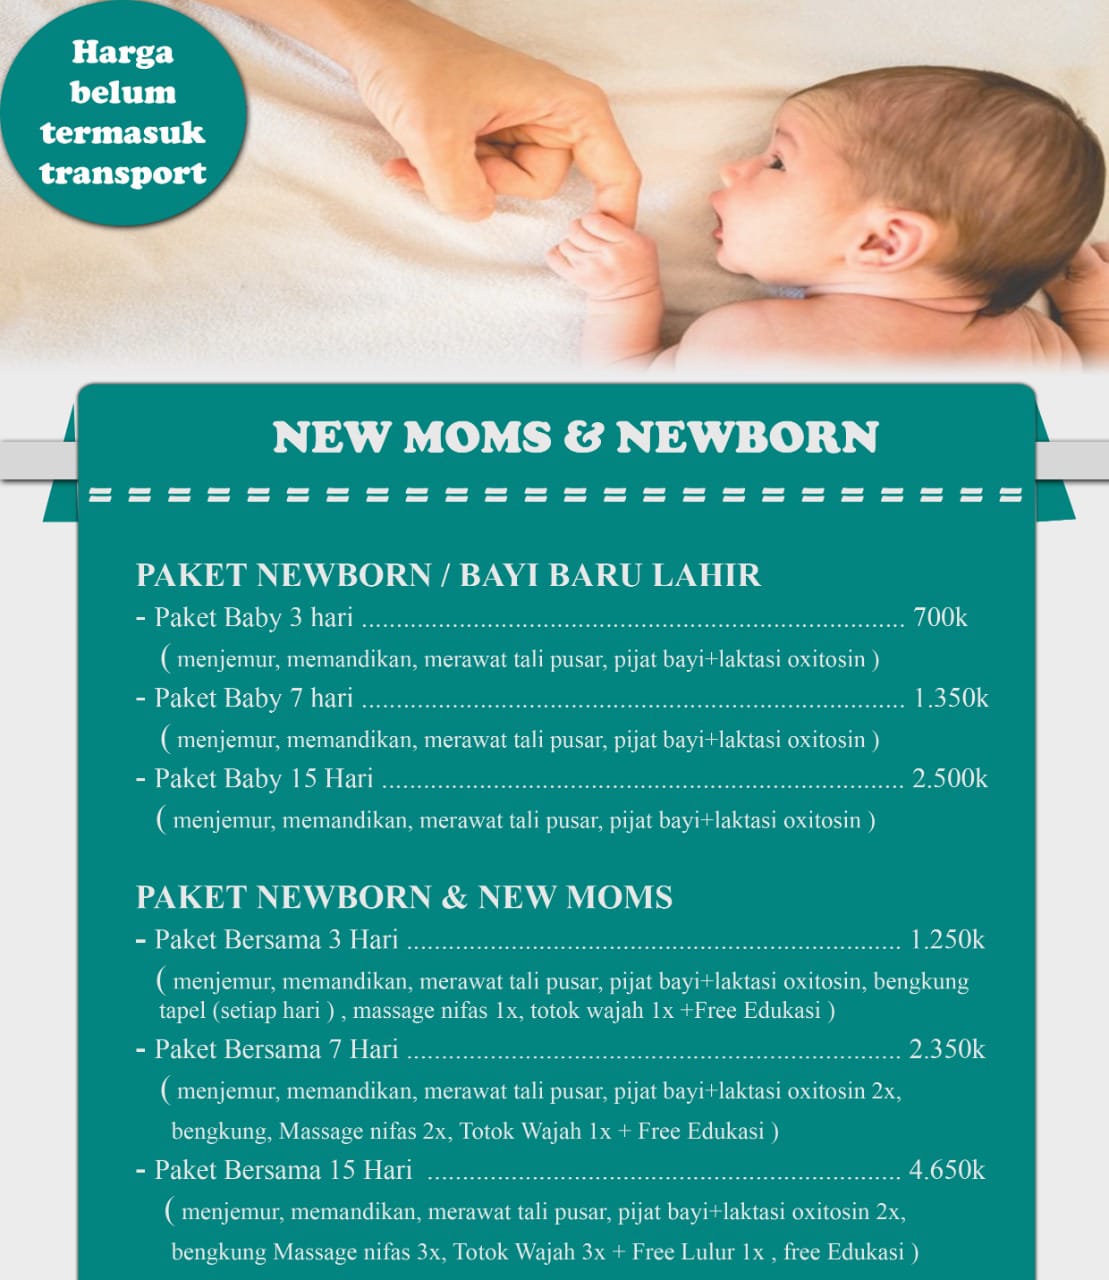 Harga
belum
termasuk
transport
NEW MOMS & NEWBORN
PAKET NEWBORN / BAYI BARU LAHIR
- Paket Baby 3 hari .............................................................................. 700k
( menjemur, memandikan, merawat tali pusar, pijat bayi+laktasi oxitosin )
- Paket Baby 7 hari .............................................................................. 1.350k
( menjemur, memandikan, merawat tali pusar, pijat bayi+laktasi oxitosin )
- Paket Baby 15 Hari ........................................................................... 2.500k
( menjemur, memandikan, merawat tali pusar, pijat bayi+laktasi oxitosin )
PAKET NEWBORN & NEW MOMS
- Paket Bersama 3 Hari ....................................................................... 1.250k
( menjemur, memandikan, merawat tali pusar, pijat bayi+laktasi oxitosin, bengkung
tapel (setiap hari ) , massage nifas 1x, totok wajah 1x +Free Edukasi )
- Paket Bersama 7 Hari ....................................................................... 2.350k
( menjemur, memandikan, merawat tali pusar, pijat bayi+laktasi oxitosin 2x,
bengkung, Massage nifas 2x, Totok Wajah 1x + Free Edukasi )
- Paket Bersama 15 Hari .................................................................... 4.650k
( menjemur, memandikan, merawat tali pusar, pijat bayi+laktasi oxitosin 2x,
bengkung Massage nifas 3x, Totok Wajah 3x + Free Lulur 1x , free Edukasi )